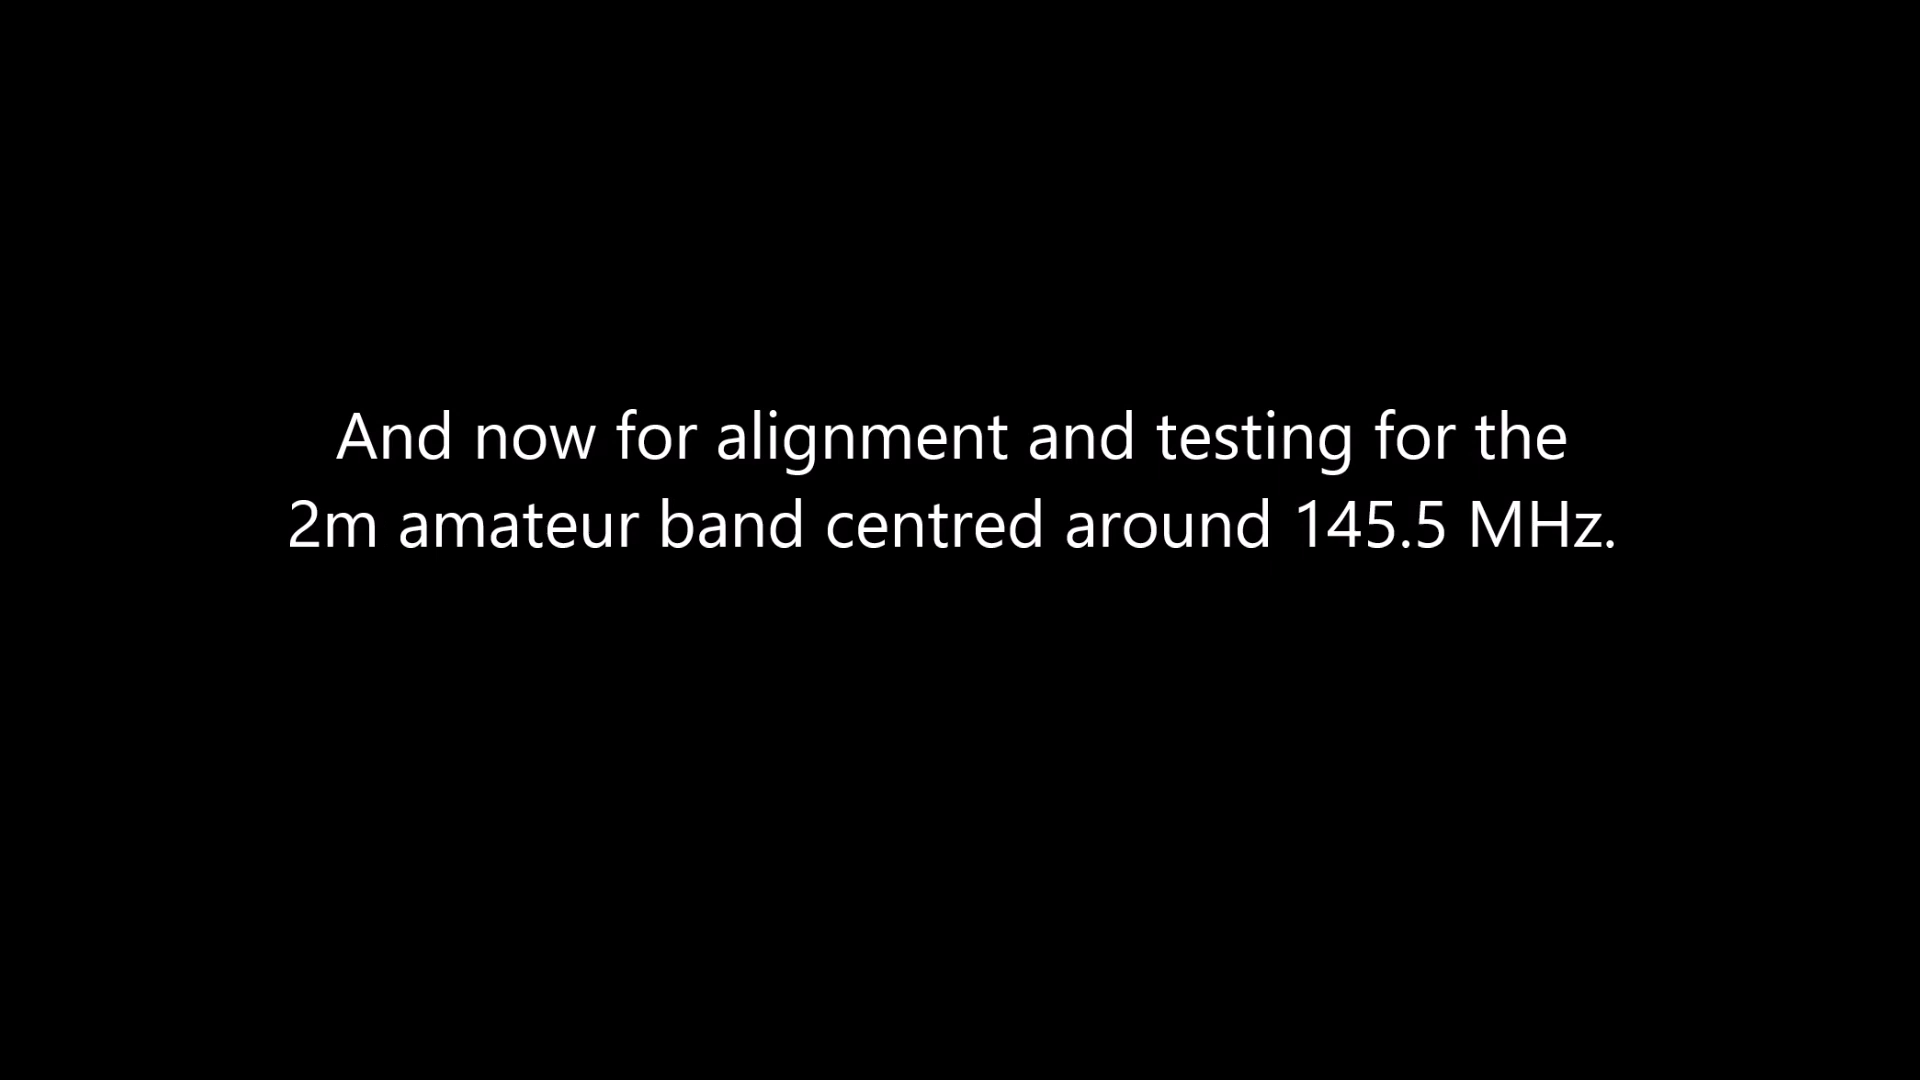 And now for alignment and testing for the
2m amateur band centred around 145.5 MHz.